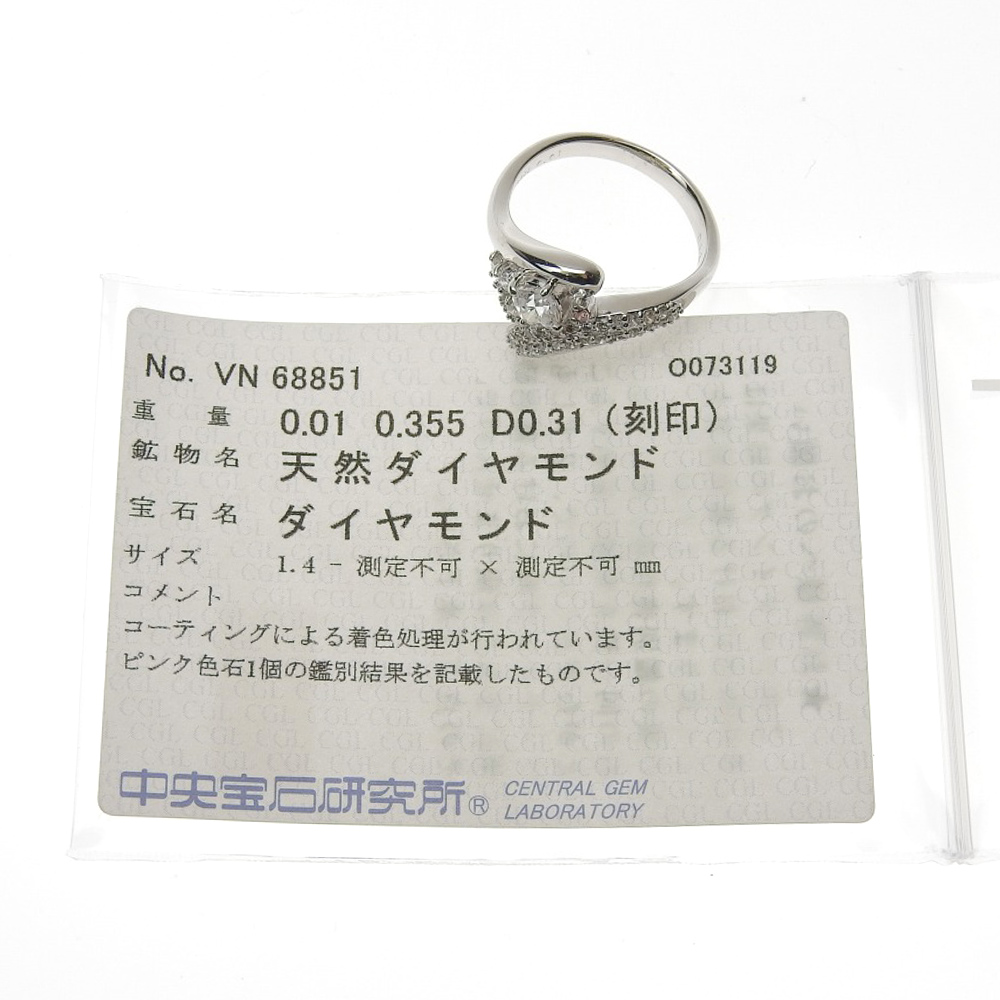 No. VN 68851 O073119
重量 0.01 0.355 D0.31（刻印）
鉱物名 天然ダイヤモンド
宝石名 ダイヤモンド
サイズ 1.4 - 測定不可 × 測定不可 mm
コメント
コーティングによる着色処理が行われています。
ピンク色石1個の鑑別結果を記載したものです。
中央宝石研究所® CENTRAL GEM
LABORATORY